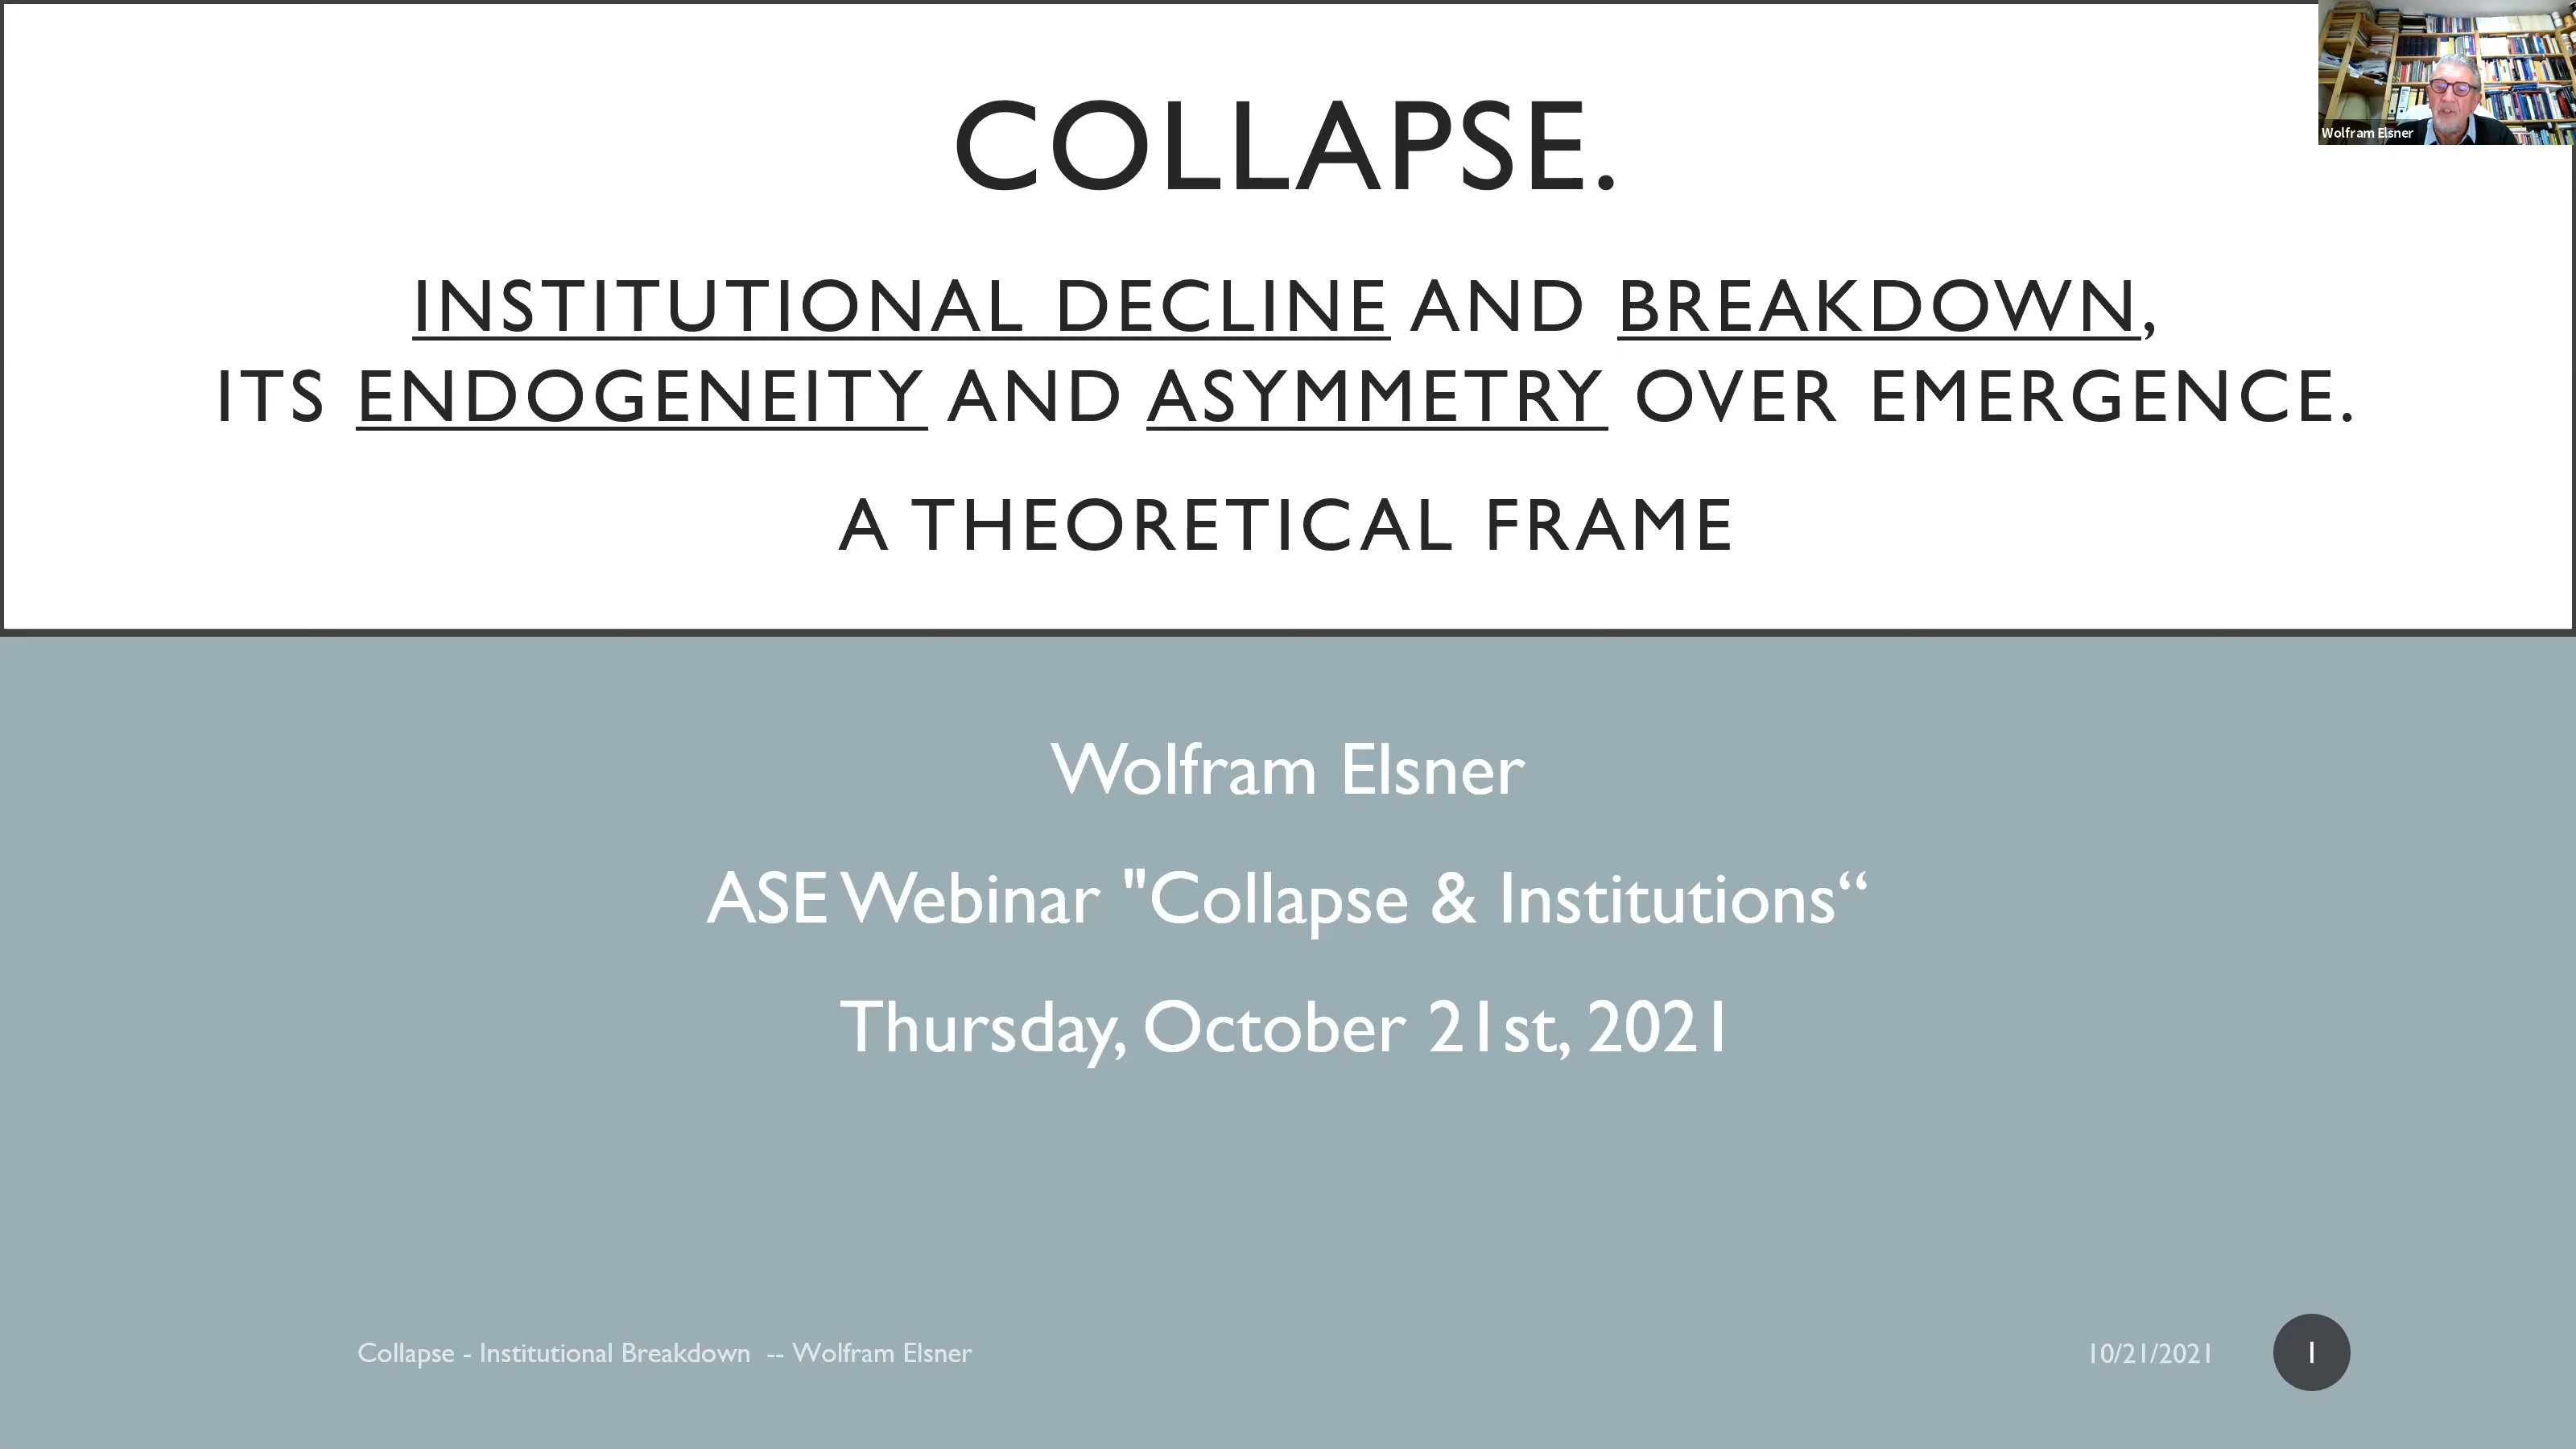 COLLAPSE.
INSTITUTIONAL DECLINE AND BREAKDOWN,
ITS ENDOGENEITY AND ASYMMETRY OVER EMERGENCE.
A THEORETICAL FRAME
Wolfram Elsner
Wolfram Elsner
ASE Webinar "Collapse & Institutions“
Thursday, October 21st, 2021
Collapse - Institutional Breakdown -- Wolfram Elsner
10/21/2021
1